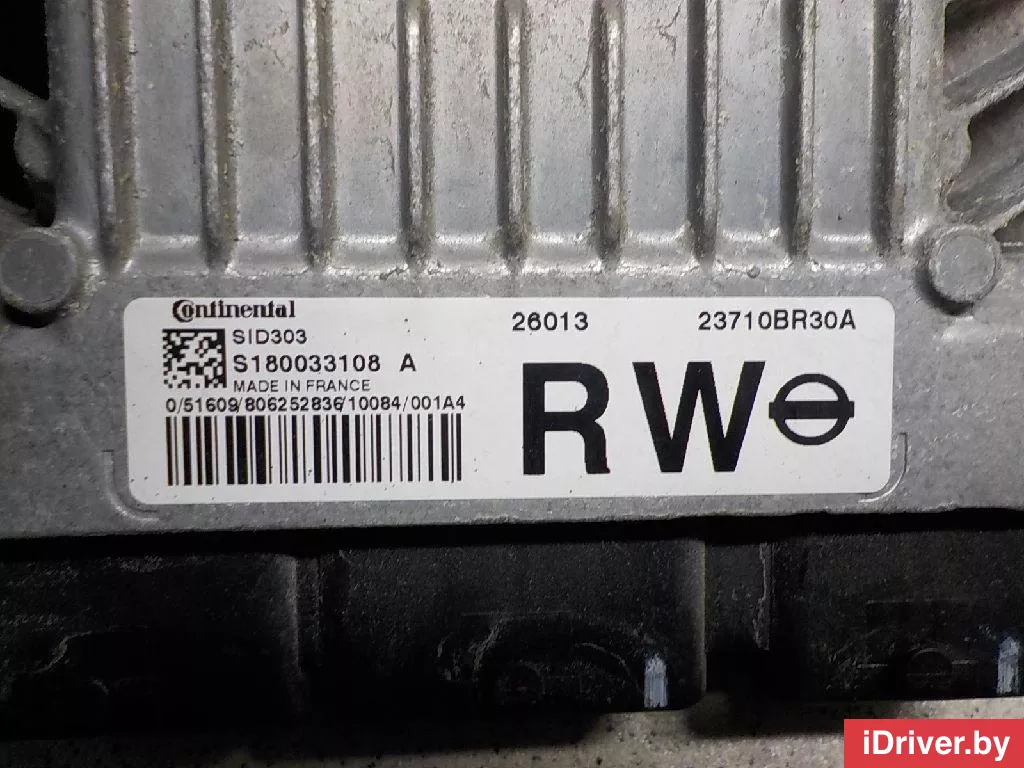 Continental
SID303
S180033108 A
MADE IN FRANCE
0/51609/806252836/10084/001A4
26013
23710BR30A
RW
iDriver.by